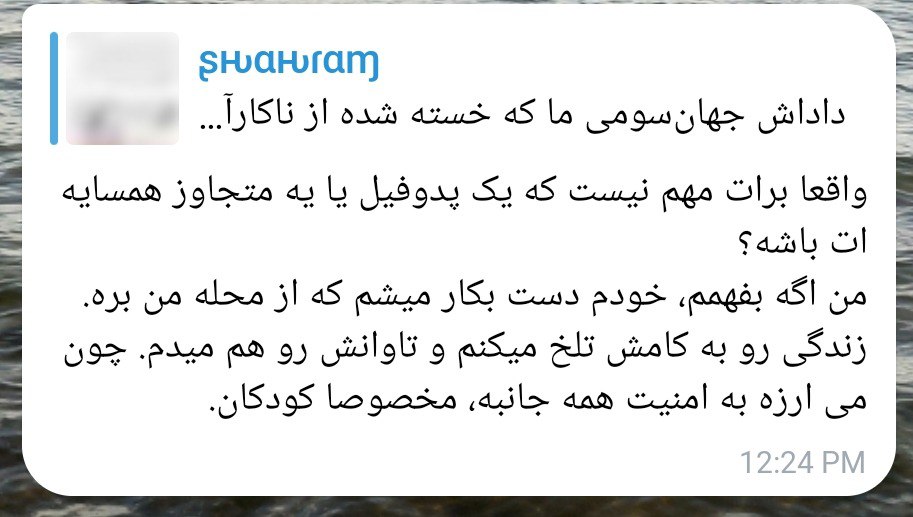 ʂԋαԋɾαɱ
داداش جهان‌سومی ما که خسته شده از ناکارآ...
واقعا برات مهم نیست که یک پدوفیل یا یه متجاوز همسایه
ات باشه؟
من اگه بفهمم، خودم دست بکار میشم که از محله من بره.
زندگی رو به کامش تلخ میکنم و تاوانش رو هم میدم. چون
می ارزه به امنیت همه جانبه، مخصوصا کودکان.
12:24 PM